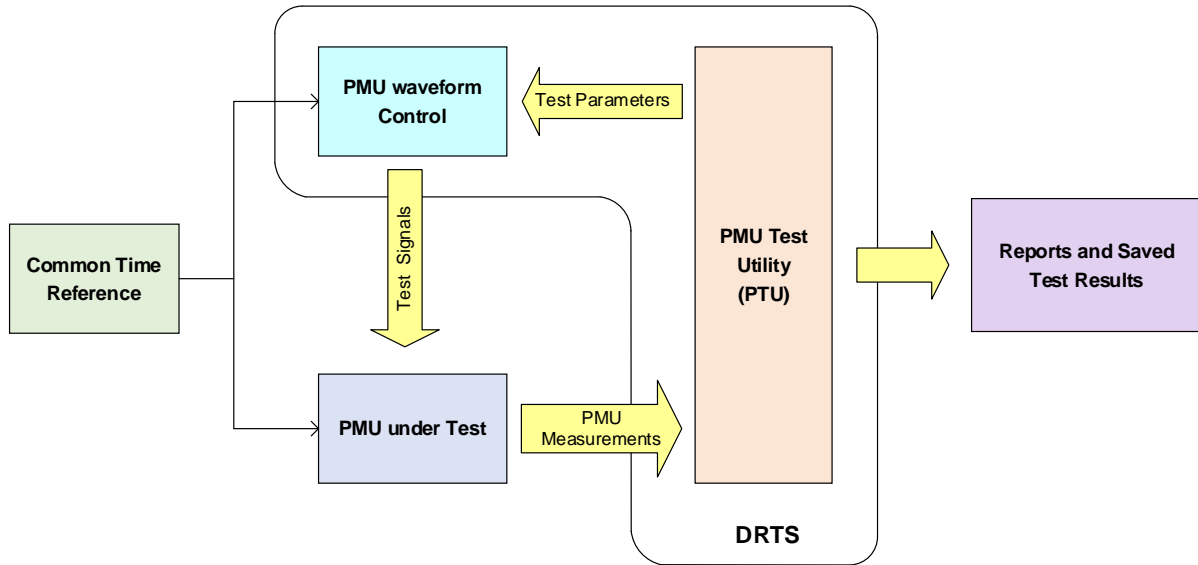 PMU waveform
Control
Test Parameters
Test Signals
Common Time
Reference
PMU Test
Utility
(PTU)
Reports and Saved
Test Results
PMU under Test
PMU
Measurements
DRTS